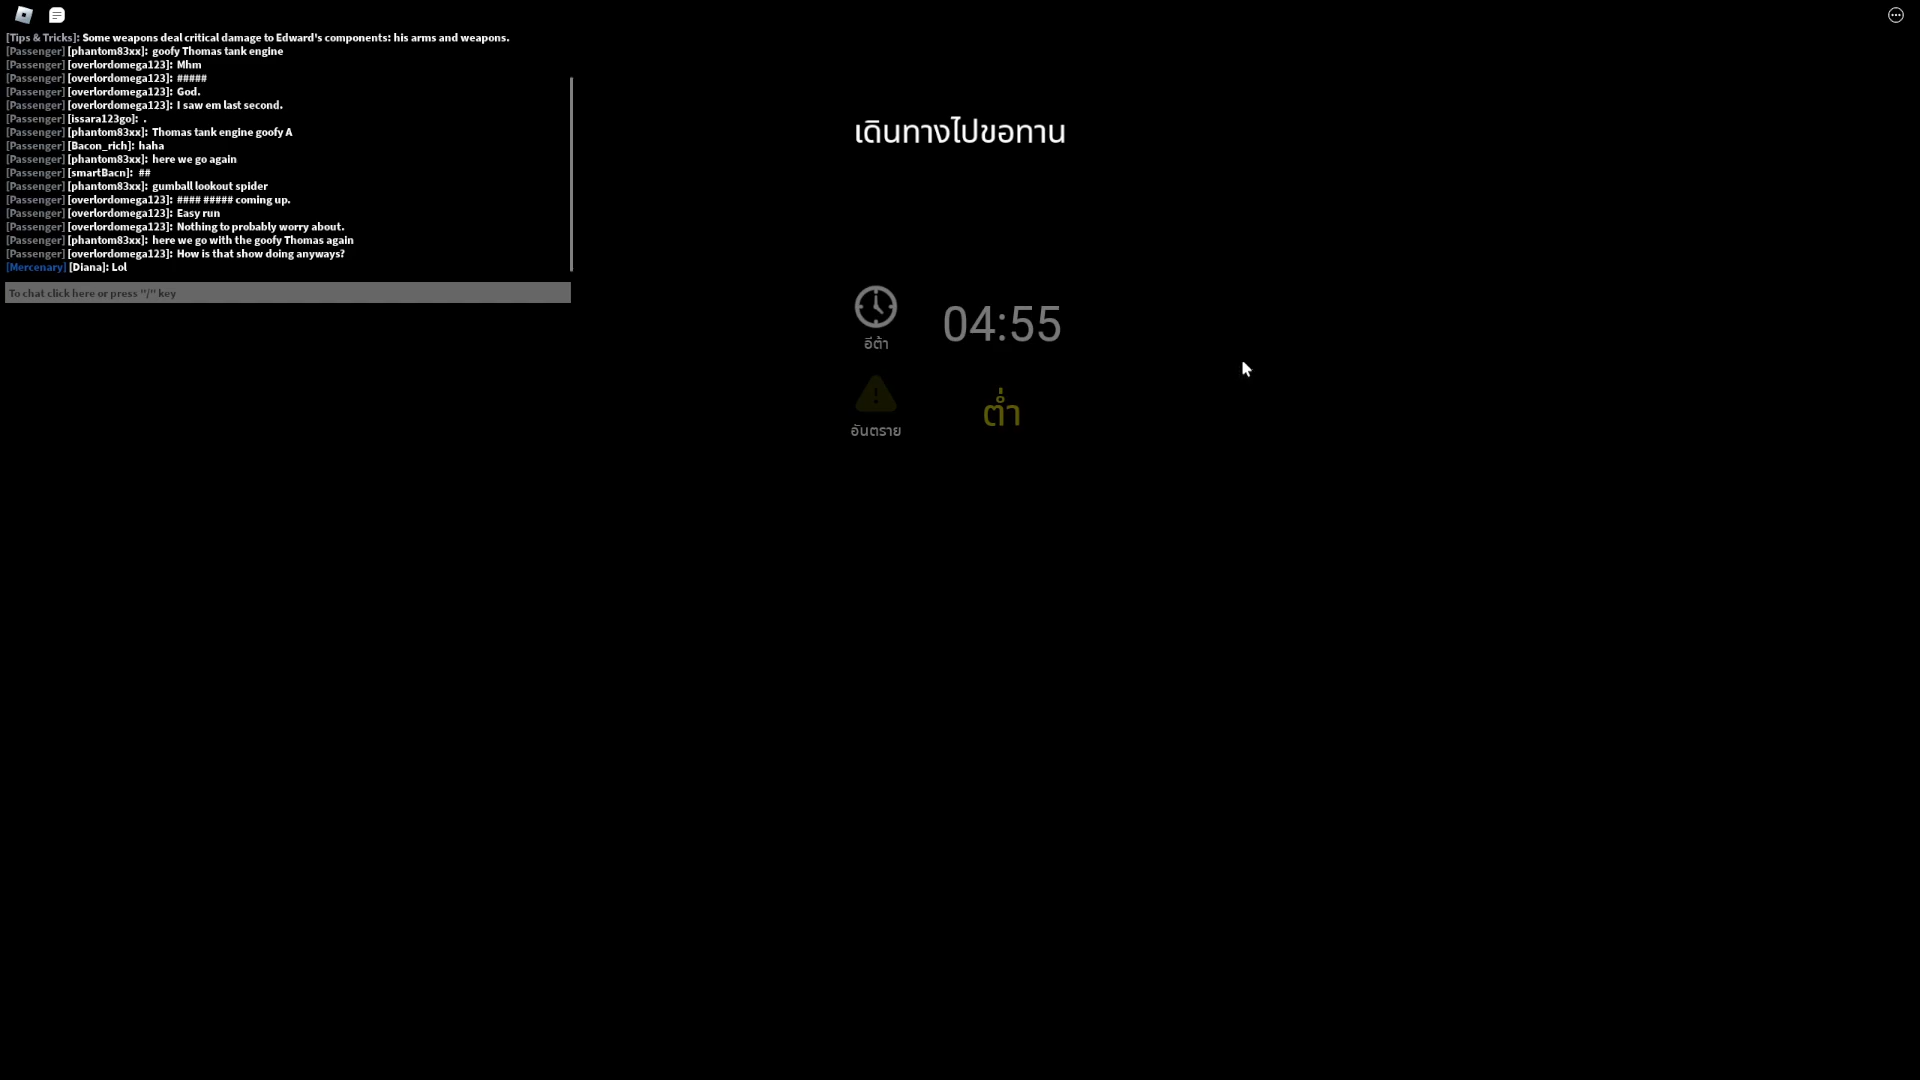 [Tips & Tricks]: Some weapons deal critical damage to Edward's components: his arms and weapons.
[Passenger] [phantom83xx]: goofy Thomas tank engine
[Passenger] [overlordomega123]: Mhm
[Passenger] [overlordomega123]: #####
[Passenger] [overlordomega123]: God.
[Passenger] [overlordomega123]: I saw em last second.
[Passenger] [issara123go]: .
[Passenger] [phantom83xx]: Thomas tank engine goofy A
[Passenger] [Bacon_rich]: haha
[Passenger] [phantom83xx]: here we go again
[Passenger] [smartBacn]: ##
[Passenger] [phantom83xx]: gumball lookout spider
[Passenger] [overlordomega123]: #### ##### coming up.
[Passenger] [overlordomega123]: Easy run
[Passenger] [overlordomega123]: Nothing to probably worry about.
[Passenger] [phantom83xx]: here we go with the goofy Thomas again
[Passenger] [overlordomega123]: How is that show doing anyways?
[Mercenary] [Diana]: Lol
To chat click here or press "/" key
เดินทางไปขอทาน
04:55
อีต้า
ต่ำ
อันตราย